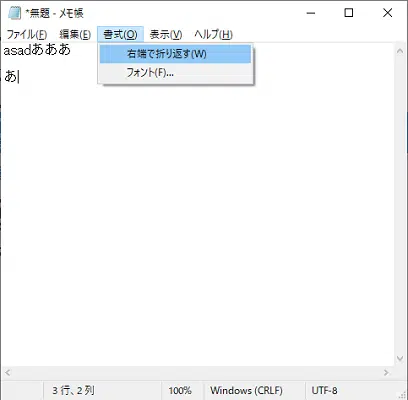 *無題 - メモ帳
ファイル(F) 編集(E) 書式(O) 表示(V) ヘルプ(H)
asadあああ
右端で折り返す(W)
フォント(F)...
あ
3 行、2 列 100% Windows (CRLF) UTF-8